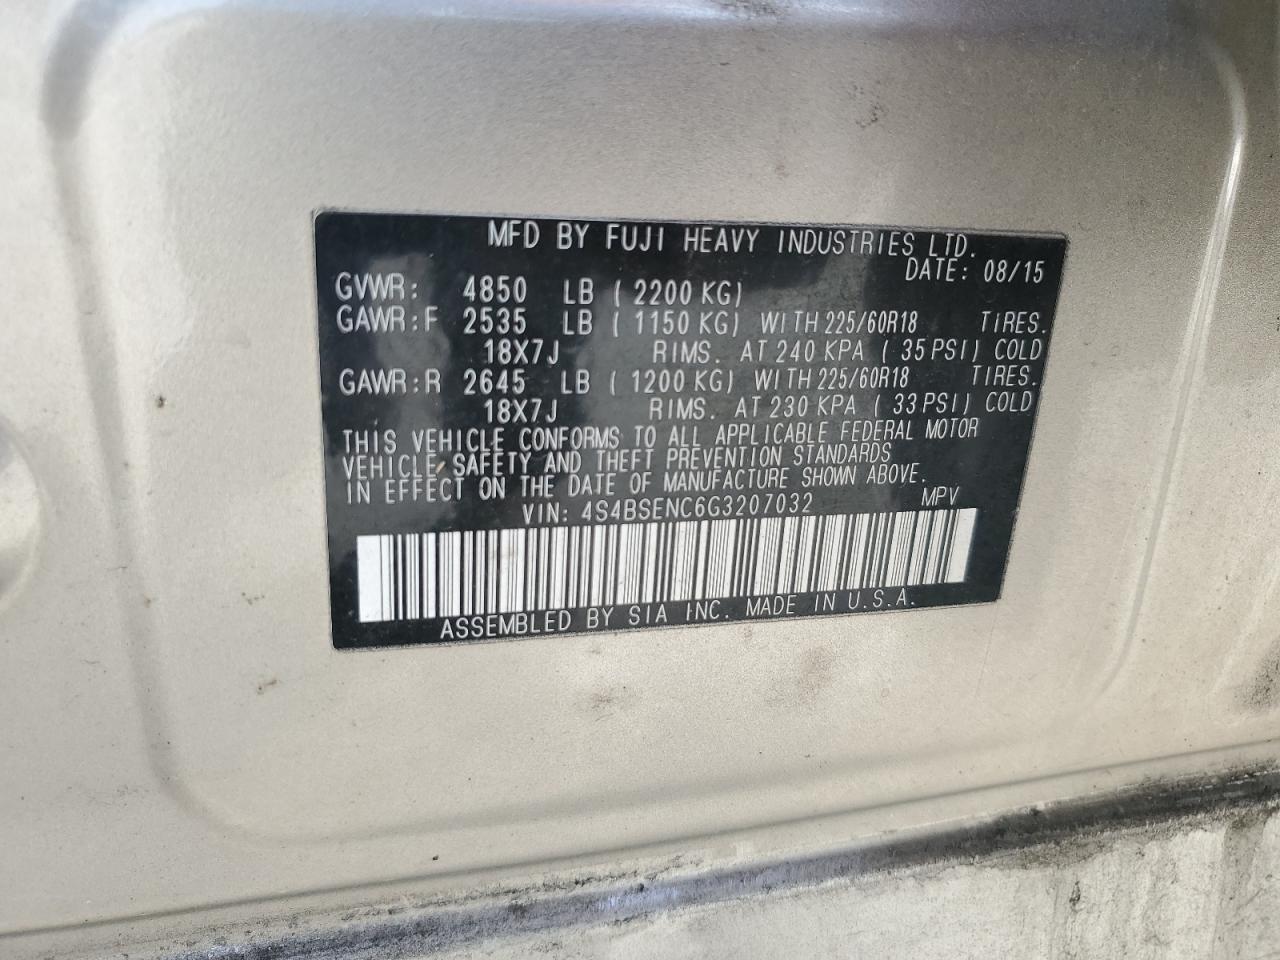 MFD BY FUJI HEAVY INDUSTRIES LTD.
DATE: 08/15
GVWR: 4850 LB ( 2200 KG)
GAWR:F 2535 LB ( 1150 KG) WITH 225/60R18 TIRES.
18X7J RIMS. AT 240 KPA ( 35 PSI) COLD
GAWR:R 2645 LB ( 1200 KG) WITH 225/60R18 TIRES.
18X7J RIMS. AT 230 KPA ( 33 PSI) COLD
THIS VEHICLE CONFORMS TO ALL APPLICABLE FEDERAL MOTOR
VEHICLE SAFETY AND THEFT PREVENTION STANDARDS
IN EFFECT ON THE DATE OF MANUFACTURE SHOWN ABOVE.
VIN: 4S4BSENC6G3207032 MPV
ASSEMBLED BY SIA INC. MADE IN U.S.A.